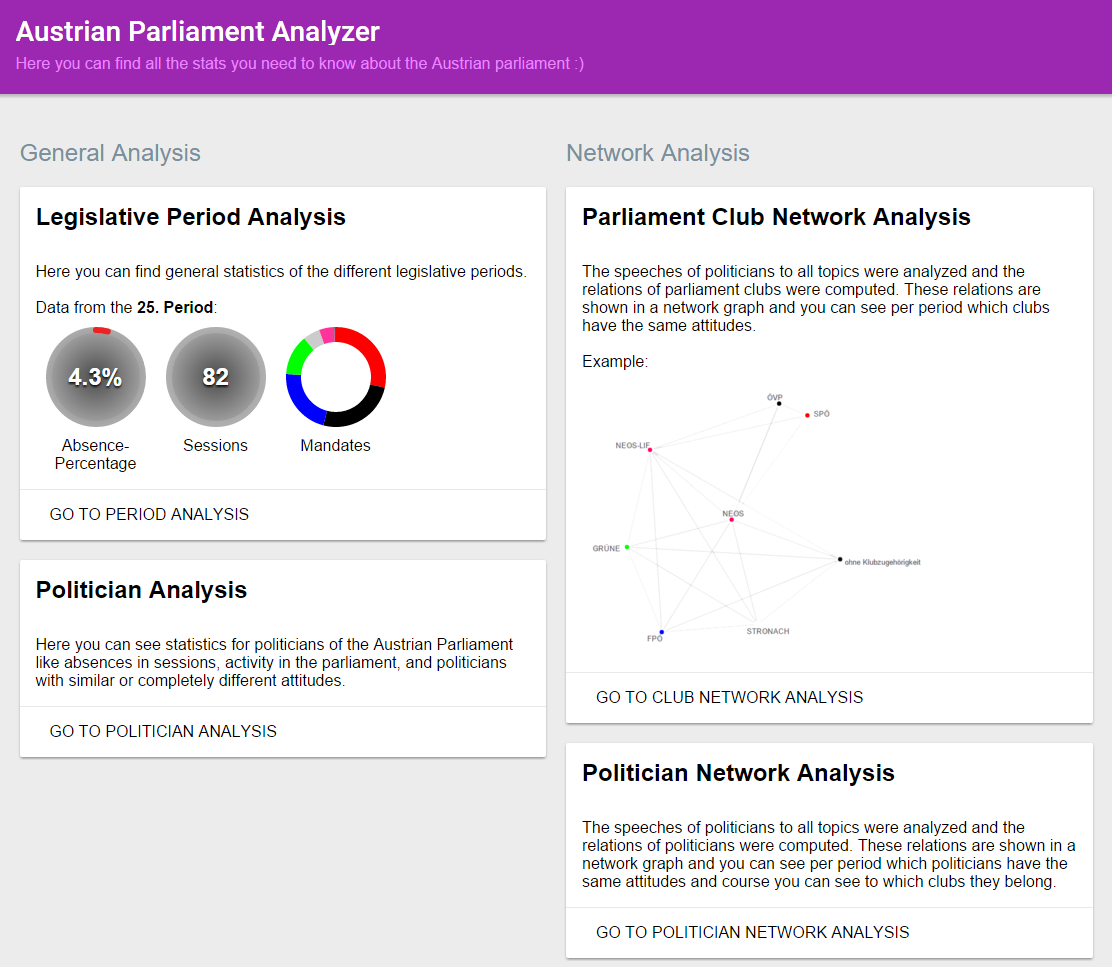 Austrian Parliament Analyzer
Here you can find all the stats you need to know about the Austrian parliament :)
General Analysis
Legislative Period Analysis
Here you can find general statistics of the different legislative periods.
Data from the 25. Period:
4.3%
82
Absence-
Percentage
Sessions
Mandates
GO TO PERIOD ANALYSIS
Politician Analysis
Here you can see statistics for politicians of the Austrian Parliament
like absences in sessions, activity in the parliament, and politicians
with similar or completely different attitudes.
GO TO POLITICIAN ANALYSIS
Network Analysis
Parliament Club Network Analysis
The speeches of politicians to all topics were analyzed and the
relations of parliament clubs were computed. These relations are
shown in a network graph and you can see per period which clubs
have the same attitudes.
Example:
ÖVP
SPÖ
NEOS-LIF
NEOS
GRÜNE
ohne Klubzugehörigkeit
FPÖ
STRONACH
GO TO CLUB NETWORK ANALYSIS
Politician Network Analysis
The speeches of politicians to all topics were analyzed and the
relations of politicians were computed. These relations are shown in a
network graph and you can see per period which politicians have the
same attitudes and course you can see to which clubs they belong.
GO TO POLITICIAN NETWORK ANALYSIS